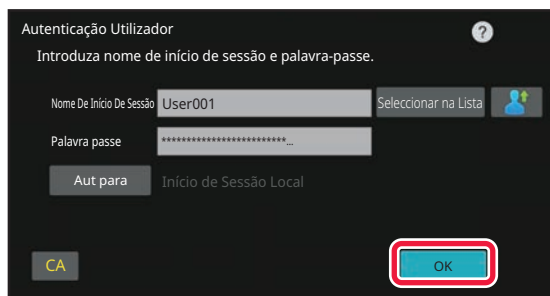 Autenticação Utilizador
?
Introduza nome de início de sessão e palavra-passe.
Nome De Início De Sessão User001 Seleccionar na Lista
Palavra passe *************************...
Aut para Início de Sessão Local
CA OK